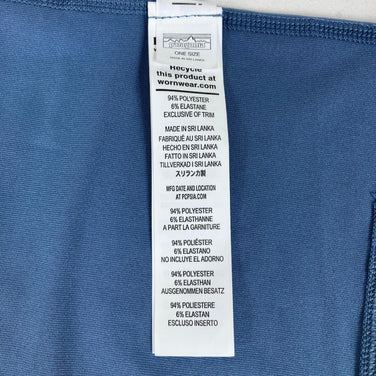 patagonia
ONE SIZE
MADE IN SRI LANKA
Recycle
this product at
wornwear.com.
94% POLYESTER
6% ELASTANE
EXCLUSIVE OF TRIM
MADE IN SRI LANKA
FABRIQUÉ AU SRI LANKA
HECHO EN SRI LANKA
FATTO IN SRI LANKA
TILLVERKAD I SRI LANKA
スリランカ製
MFG DATE AND LOCATION
AT PCPSIA.COM
94% POLYESTER
6% ELASTHANNE
A PART LA GARNITURE
94% POLIÉSTER
6% ELASTANO
NO INCLUYE EL ADORNO
94% POLYESTER
6% ELASTHAN
AUSGENOMMEN BESATZ
94% POLIESTERE
6% ELASTAN
ESCLUSO INSERTO